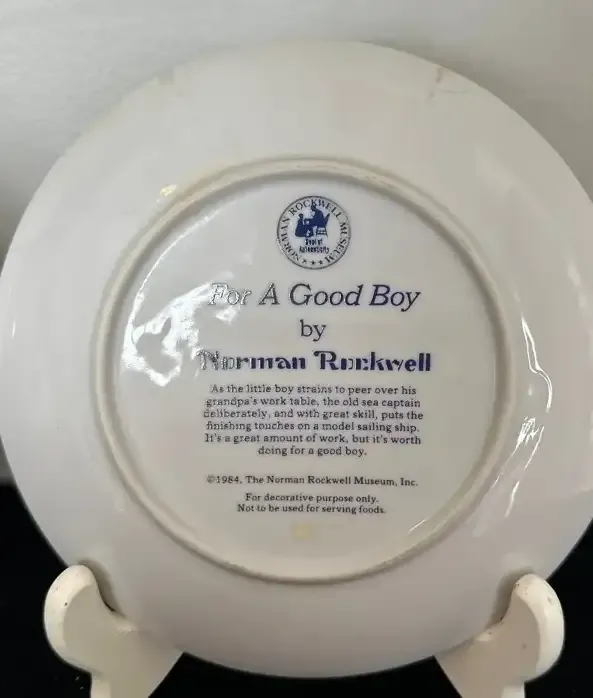 NORMAN ROCKWELL MUSEUM
Seal of
Authenticity
For A Good Boy
by
Norman Rockwell
As the little boy strains to peer over his
grandpa's work table, the old sea captain
deliberately, and with great skill, puts the
finishing touches on a model sailing ship.
It's a great amount of work, but it's worth
doing for a good boy.
©1984, The Norman Rockwell Museum, Inc.
For decorative purpose only.
Not to be used for serving foods.